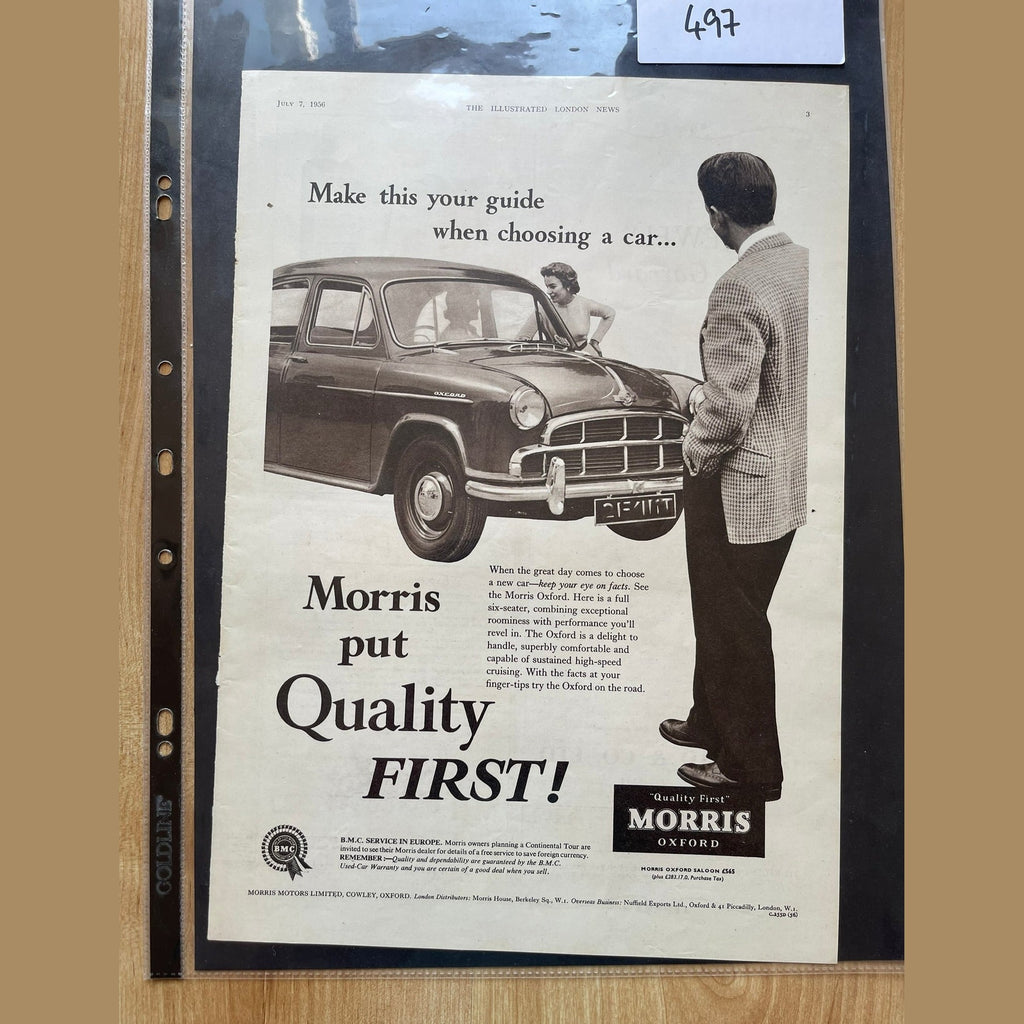 497
JULY 7, 1956
THE ILLUSTRATED LONDON NEWS
3
Make this your guide
when choosing a car...
OXFORD
Morris
put
Quality
FIRST!
When the great day comes to choose
a new car—keep your eye on facts. See
the Morris Oxford. Here is a full
six-seater, combining exceptional
roominess with performance you'll
revel in. The Oxford is a delight to
handle, superbly comfortable and
capable of sustained high-speed
cruising. With the facts at your
finger-tips try the Oxford on the road.
"Quality First"
MORRIS
OXFORD
BMC
B.M.C. SERVICE IN EUROPE. Morris owners planning a Continental Tour are
invited to see their Morris dealer for details of a free service to save foreign currency.
REMEMBER:—Quality and dependability are guaranteed by the B.M.C.
Used-Car Warranty and you are certain of a good deal when you sell.
MORRIS OXFORD SALOON £565
(plus £283.17.0. Purchase Tax)
MORRIS MOTORS LIMITED, COWLEY, OXFORD. London Distributors: Morris House, Berkeley Sq., W.1. Overseas Business: Nuffield Exports Ltd., Oxford & 41 Piccadilly, London, W.1.
GOLDLINE